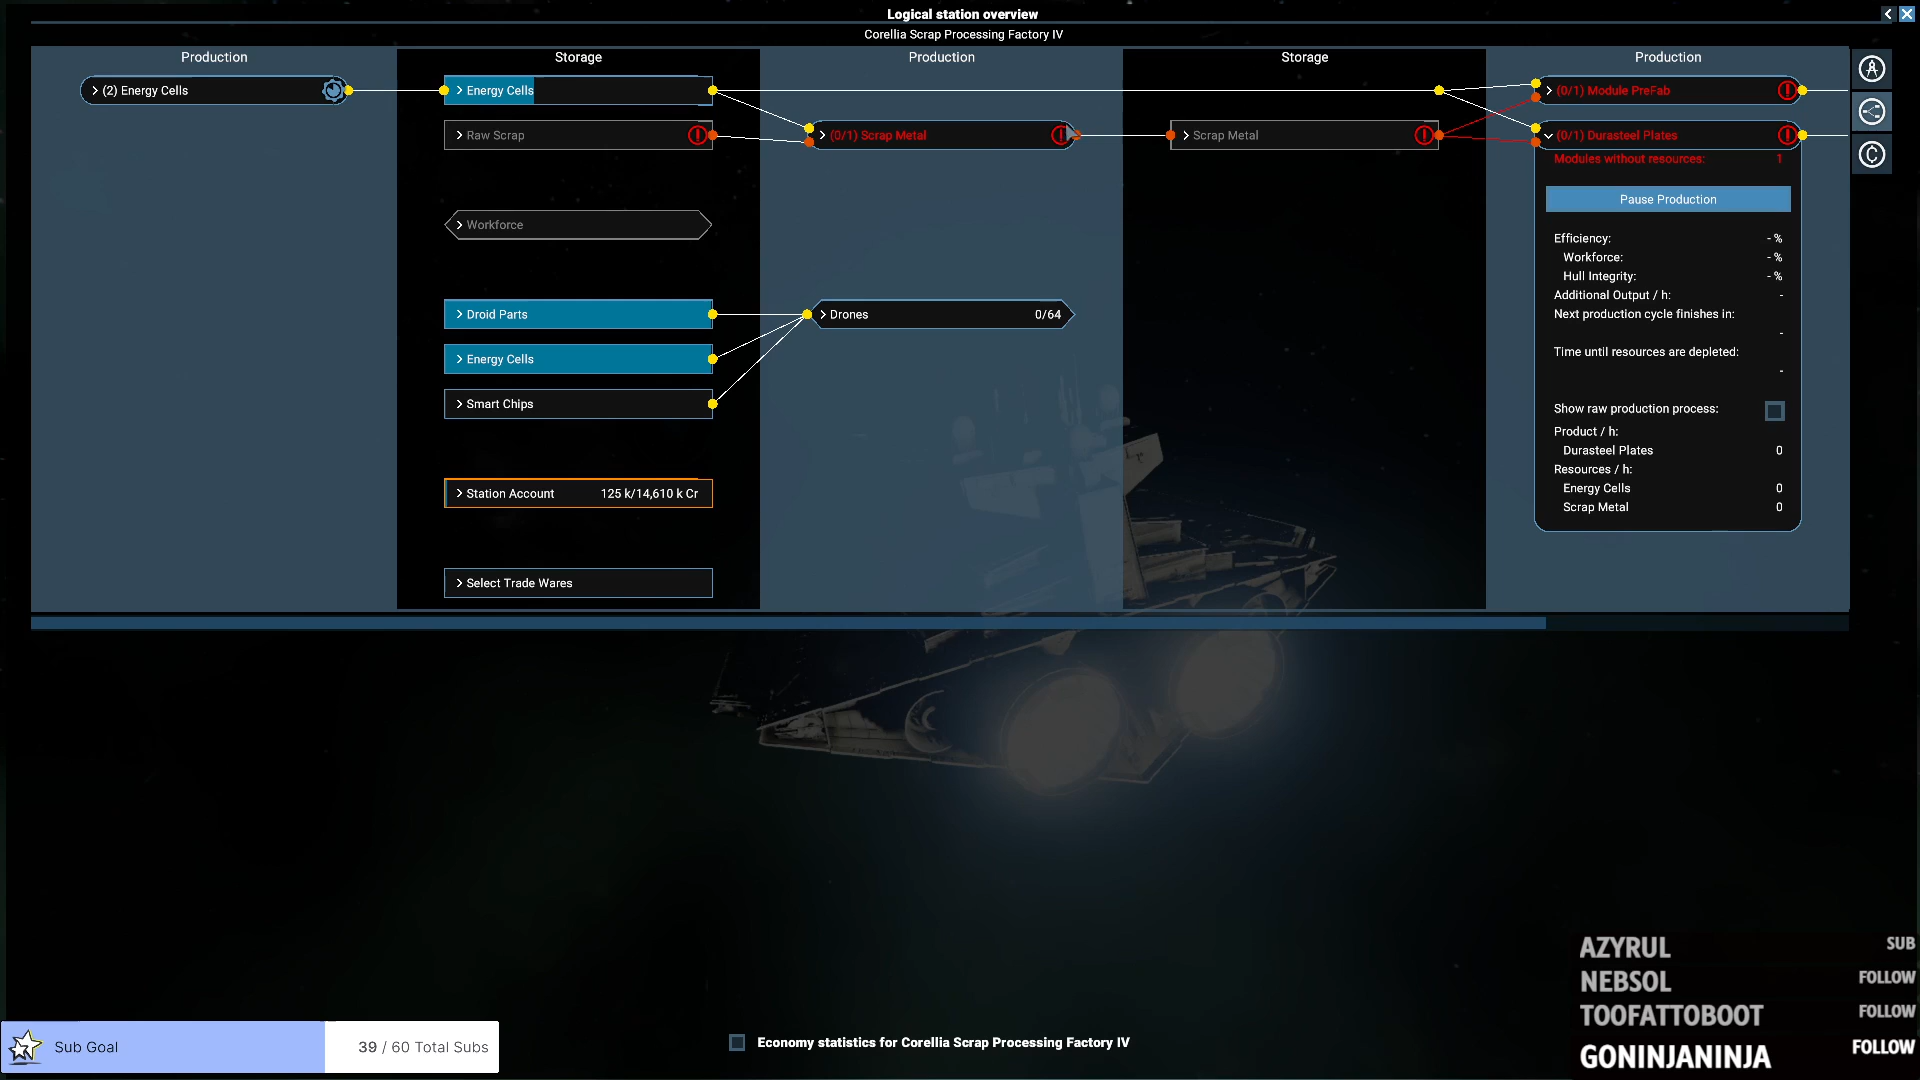 Logical station overview
Corellia Scrap Processing Factory IV
Production
Storage
Production
Storage
Production
(2) Energy Cells
Energy Cells
(0/1) Module PreFab
Raw Scrap
(0/1) Scrap Metal
Scrap Metal
(0/1) Durasteel Plates
Modules without resources: 1
Pause Production
Workforce
Efficiency: - %
Workforce: - %
Hull Integrity: - %
Additional Output / h: -
Droid Parts
Drones 0/64
Next production cycle finishes in:
-
Energy Cells
Time until resources are depleted:
-
Smart Chips
Show raw production process:
Product / h:
Durasteel Plates 0
Resources / h:
Energy Cells 0
Scrap Metal 0
Station Account 125 k/14,610 k Cr
Select Trade Wares
AZYRUL SUB
NEBSOL FOLLOW
TOOFATTOBOOT FOLLOW
GONINJANINJA FOLLOW
Sub Goal 39 / 60 Total Subs
Economy statistics for Corellia Scrap Processing Factory IV